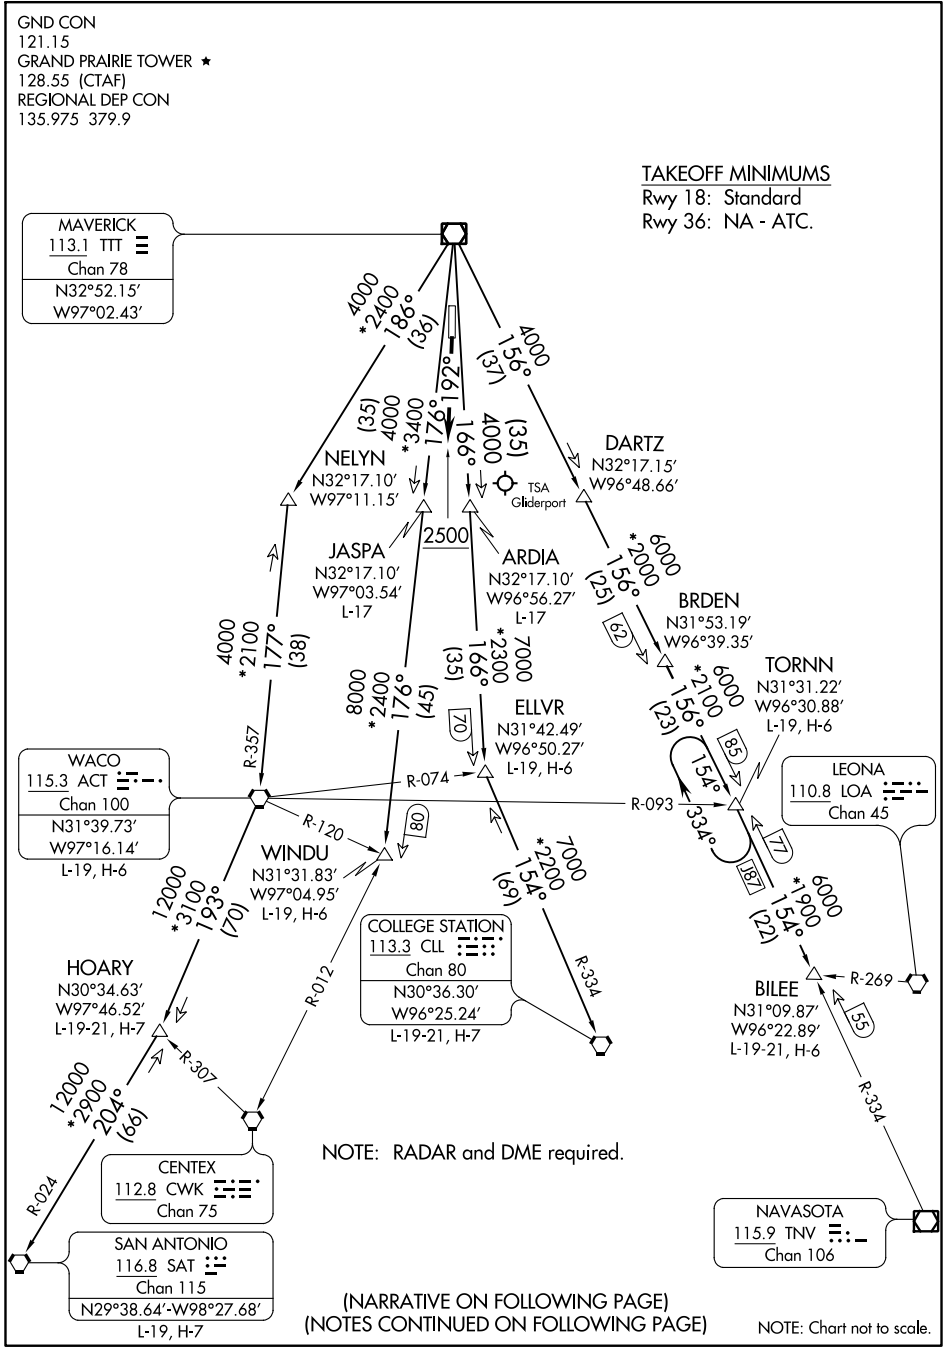 GND CON
121.15
GRAND PRAIRIE TOWER ★
128.55 (CTAF)
REGIONAL DEP CON
135.975 379.9
TAKEOFF MINIMUMS
Rwy 18: Standard
Rwy 36: NA - ATC.
MAVERICK
113.1 TTT
Chan 78
N32°52.15′
W97°02.43′
4000
*2400
186°
(36)
(35)
4000
*3400
176°
192°
166°
4000
(35)
4000
156°
(37)
NELYN
N32°17.10′
W97°11.15′
TSA
Gliderport
DARTZ
N32°17.15′
W96°48.66′
2500
JASPA
N32°17.10′
W97°03.54′
L-17
ARDIA
N32°17.10′
W96°56.27′
L-17
6000
*2000
156°
(25)
62
BRDEN
N31°53.19′
W96°39.35′
4000
*2100
177°
(38)
R-357
8000
*2400
176°
(45)
7000
*2300
166°
(35)
70
ELLVR
N31°42.49′
W96°50.27′
L-19, H-6
6000
*2100
156°
(23)
85
TORNN
N31°31.22′
W96°30.88′
L-19, H-6
WACO
115.3 ACT
Chan 100
N31°39.73′
W97°16.14′
L-19, H-6
R-074
R-093
R-120
80
WINDU
N31°31.83′
W97°04.95′
L-19, H-6
154°
334°
J87
77
LEONA
110.8 LOA
Chan 45
12000
*3100
193°
(70)
7000
*2200
154°
(69)
R-334
6000
*1900
154°
(22)
COLLEGE STATION
113.3 CLL
Chan 80
N30°36.30′
W96°25.24′
L-19-21, H-7
HOARY
N30°34.63′
W97°46.52′
L-19-21, H-7
R-012
R-307
BILEE
N31°09.87′
W96°22.89′
L-19-21, H-6
R-269
55
R-334
12000
*2900
204°
(66)
R-024
CENTEX
112.8 CWK
Chan 75
NOTE: RADAR and DME required.
NAVASOTA
115.9 TNV
Chan 106
SAN ANTONIO
116.8 SAT
Chan 115
N29°38.64′-W98°27.68′
L-19, H-7
(NARRATIVE ON FOLLOWING PAGE)
(NOTES CONTINUED ON FOLLOWING PAGE)
NOTE: Chart not to scale.